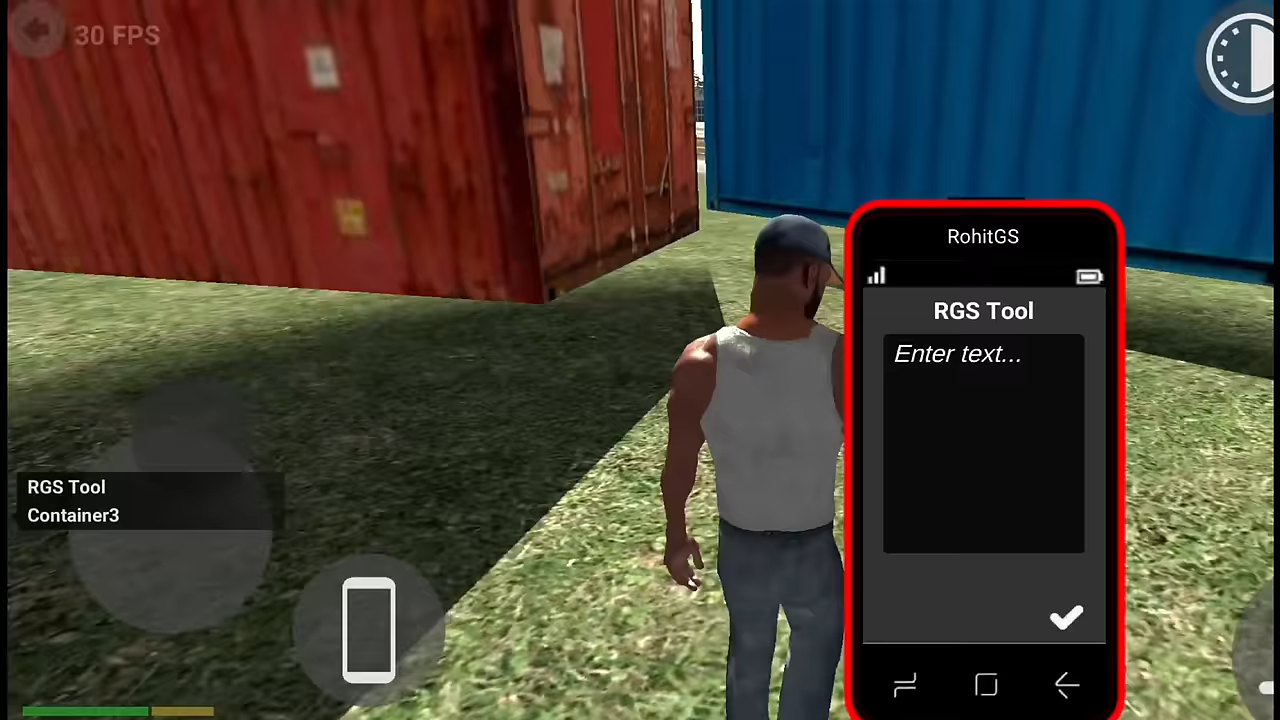 30 FPS
RohitGS
RGS Tool
Enter text...
RGS Tool
Container3